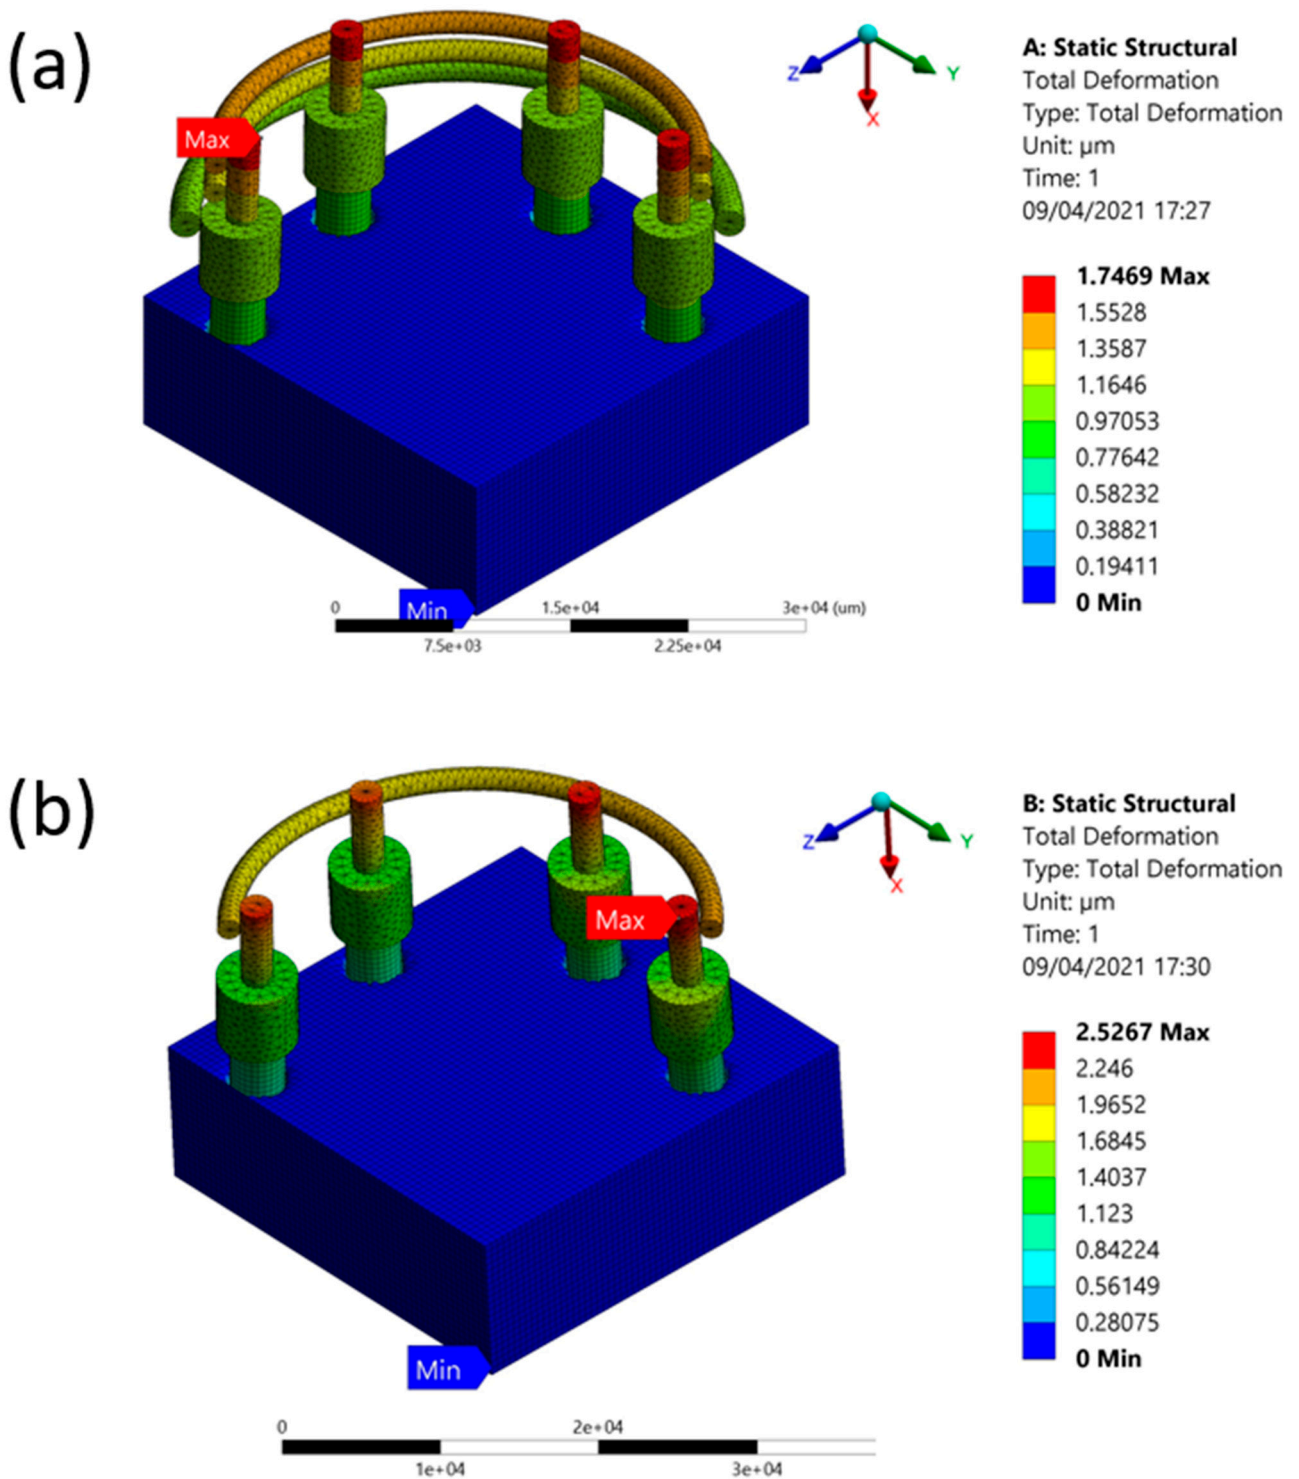 (a)
Max
Z
Y
X
A: Static Structural
Total Deformation
Type: Total Deformation
Unit: µm
Time: 1
09/04/2021 17:27
1.7469 Max
1.5528
1.3587
1.1646
0.97053
0.77642
0.58232
0.38821
0.19411
0 Min
Min
0
1.5e+04
3e+04 (um)
7.5e+03
2.25e+04
(b)
Max
Z
Y
X
B: Static Structural
Total Deformation
Type: Total Deformation
Unit: µm
Time: 1
09/04/2021 17:30
2.5267 Max
2.246
1.9652
1.6845
1.4037
1.123
0.84224
0.56149
0.28075
0 Min
Min
0
2e+04
1e+04
3e+04